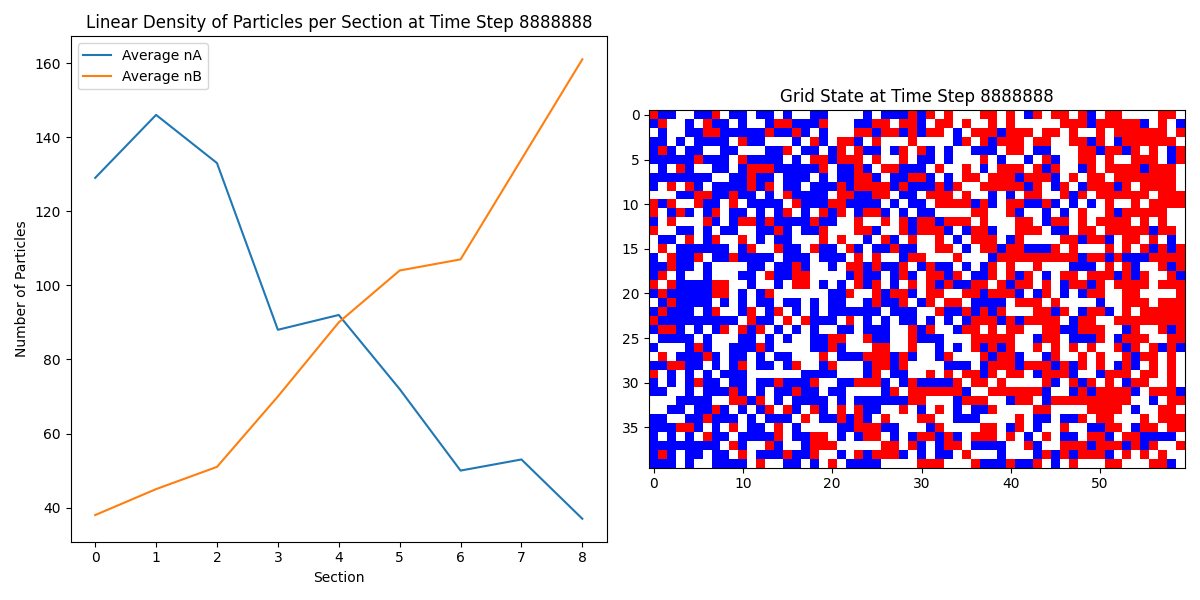 Linear Density of Particles per Section at Time Step 8888888
Average nA
Average nB
160
140
120
100
80
60
40
Number of Particles
0 1 2 3 4 5 6 7 8
Section
Grid State at Time Step 8888888
0
5
10
15
20
25
30
35
0 10 20 30 40 50